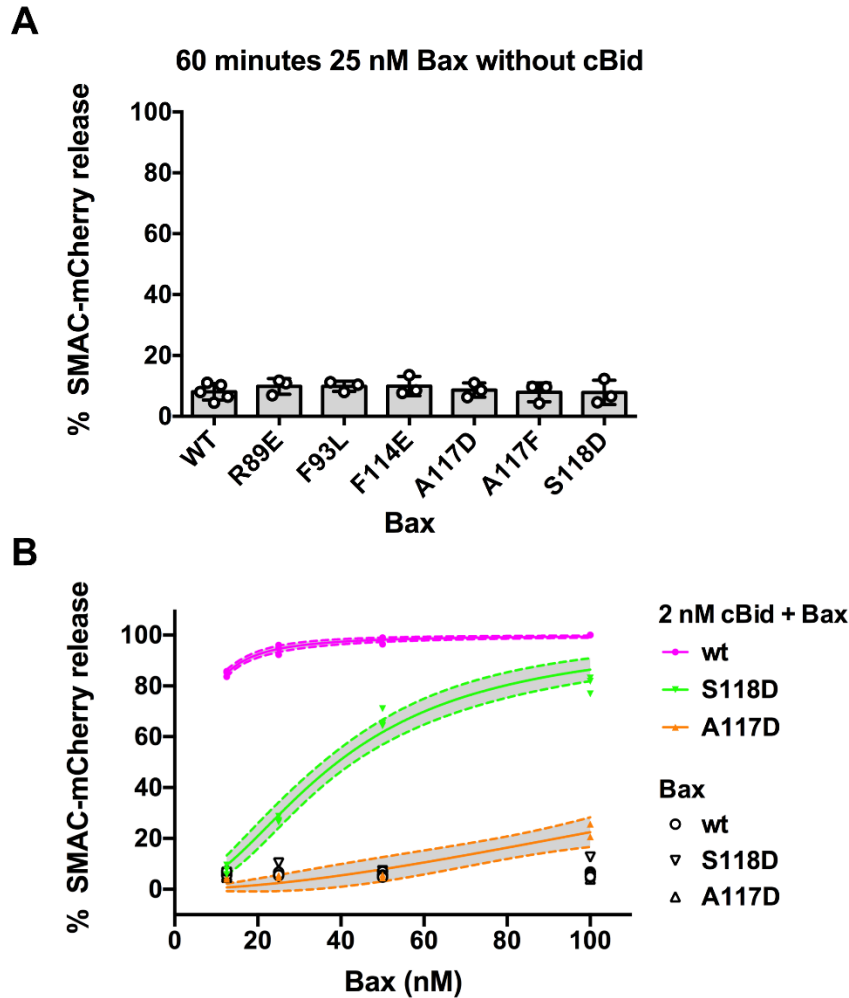 A
60 minutes 25 nM Bax without cBid
% SMAC-mCherry release
100
80
60
40
20
0
WT
R89E
F93L
F114E
A117D
A117F
S118D
Bax
B
% SMAC-mCherry release
100
80
60
40
20
0
0
20
40
60
80
100
Bax (nM)
2 nM cBid + Bax
wt
S118D
A117D
Bax
wt
S118D
A117D